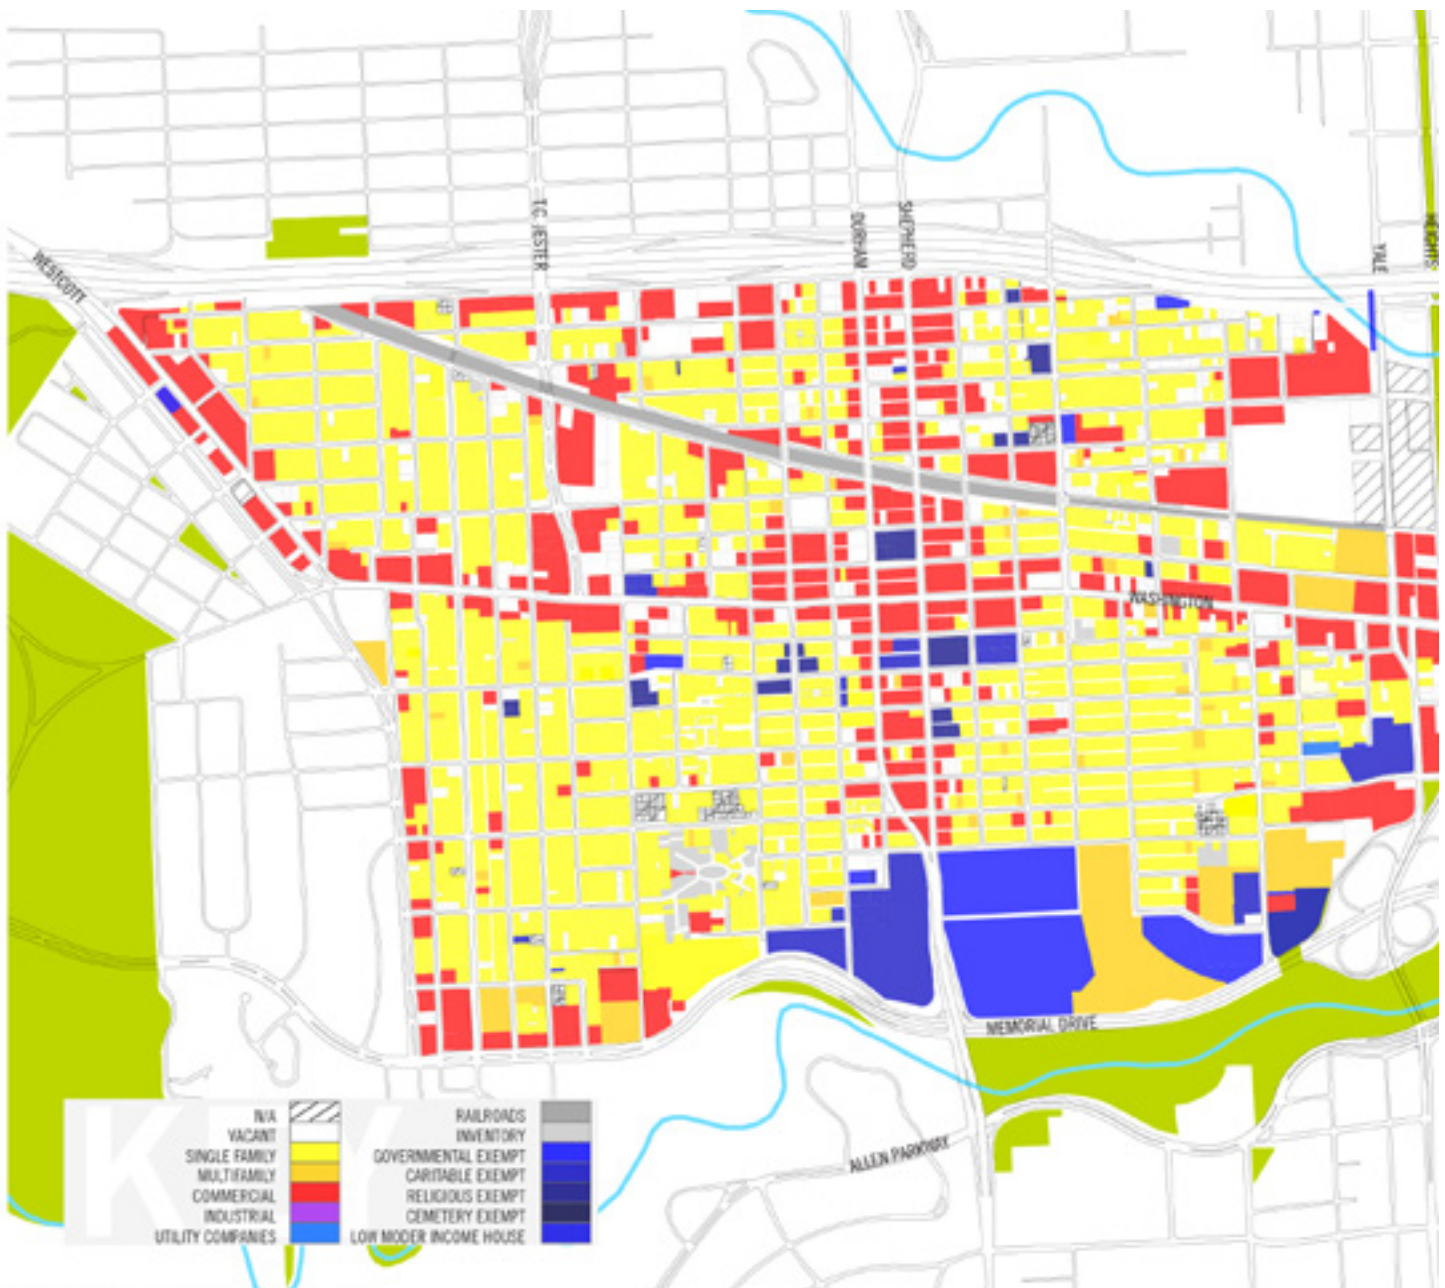 T.C. JESTER
DURHAM
SHEPHERD
YALE
HEIGHTS
WESTCOTT
WASHINGTON
MEMORIAL DRIVE
ALLEN PARKWAY
KEY
N/A
VACANT
SINGLE FAMILY
MULTIFAMILY
COMMERCIAL
INDUSTRIAL
UTILITY COMPANIES
RAILROADS
INVENTORY
GOVERNMENTAL EXEMPT
CARITABLE EXEMPT
RELIGIOUS EXEMPT
CEMETERY EXEMPT
LOW MODER INCOME HOUSE